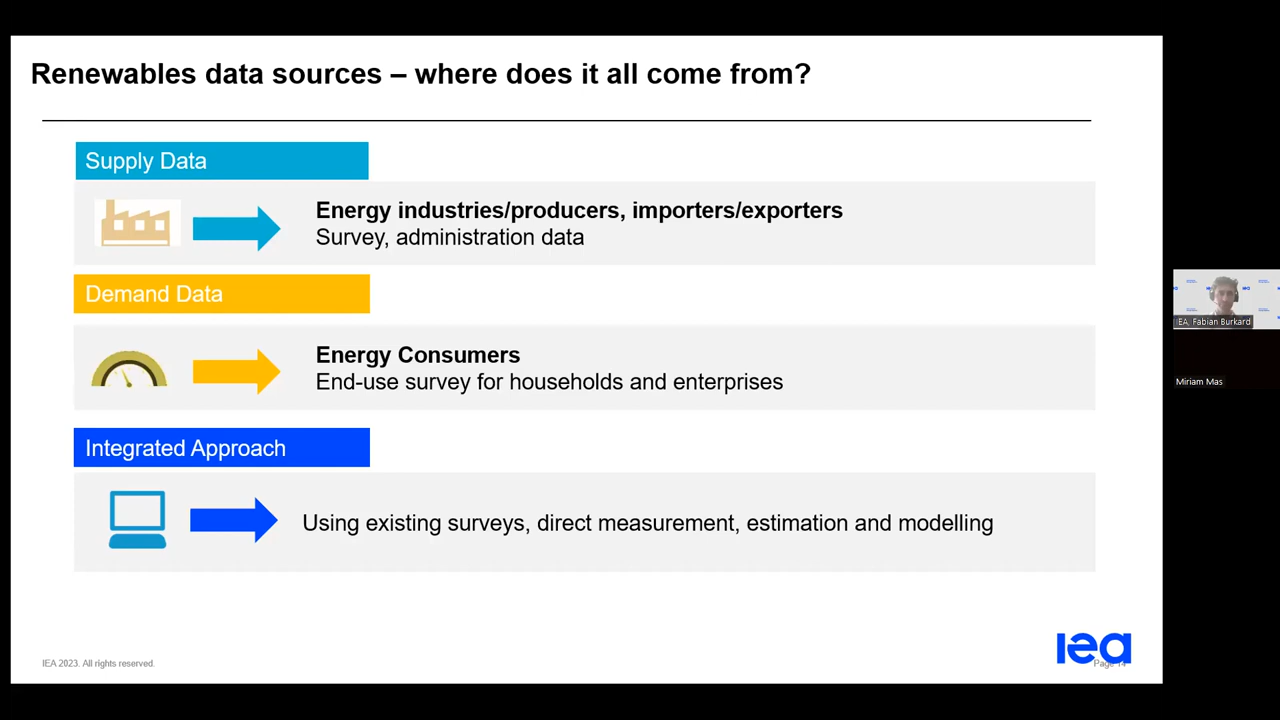 Renewables data sources – where does it all come from?
Supply Data
Energy industries/producers, importers/exporters
Survey, administration data
Demand Data
Energy Consumers
End-use survey for households and enterprises
Integrated Approach
Using existing surveys, direct measurement, estimation and modelling
IEA 2023. All rights reserved.
iea
Page 14
IEA, Fabian Burkard
Miriam Mas